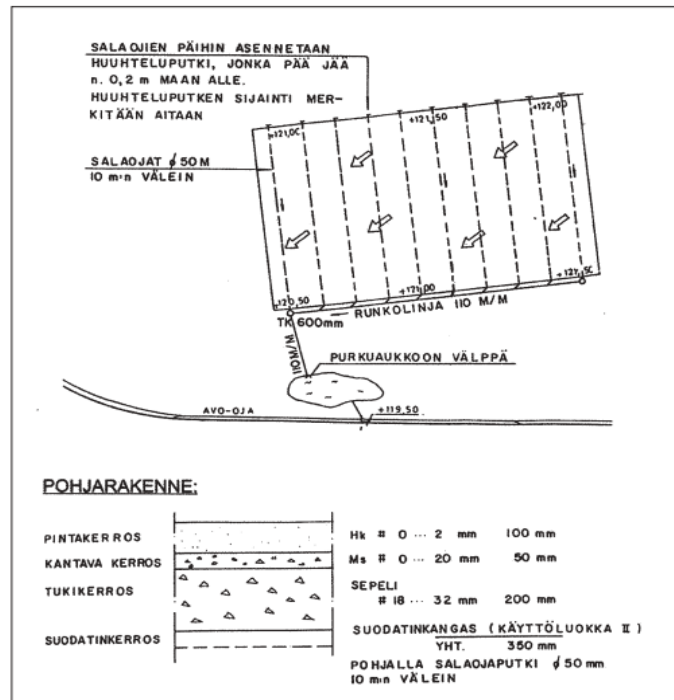 SALAOJIEN PÄIHIN ASENNETAAN
HUUHTELUPUTKI, JONKA PÄÄ JÄÄ
n. 0,2 m MAAN ALLE.
HUUHTELUPUTKEN SIJAINTI MER-
KITÄÄN AITAAN
+121,00
+121,50
+122,00
SALAOJAT ϕ 50M
10 m:n VÄLEIN
+120,50
+121,00
+121,50
TK 600mm
RUNKOLINJA 110 M/M
110 M/M
PURKUAUKKOON VÄLPPÄ
AVO-OJA
+119,50
POHJARAKENNE:
PINTAKERROS
Hk # 0 ... 2 mm 100 mm
KANTAVA KERROS
Ms # 0 ... 20 mm 50 mm
TUKIKERROS
SEPELI
# 18 ... 32 mm 200 mm
SUODATINKERROS
SUODATINKANGAS (KÄYTTÖLUOKKA II)
YHT. 350 mm
POHJALLA SALAOJAPUTKI ϕ 50 mm
10 m:n VÄLEIN